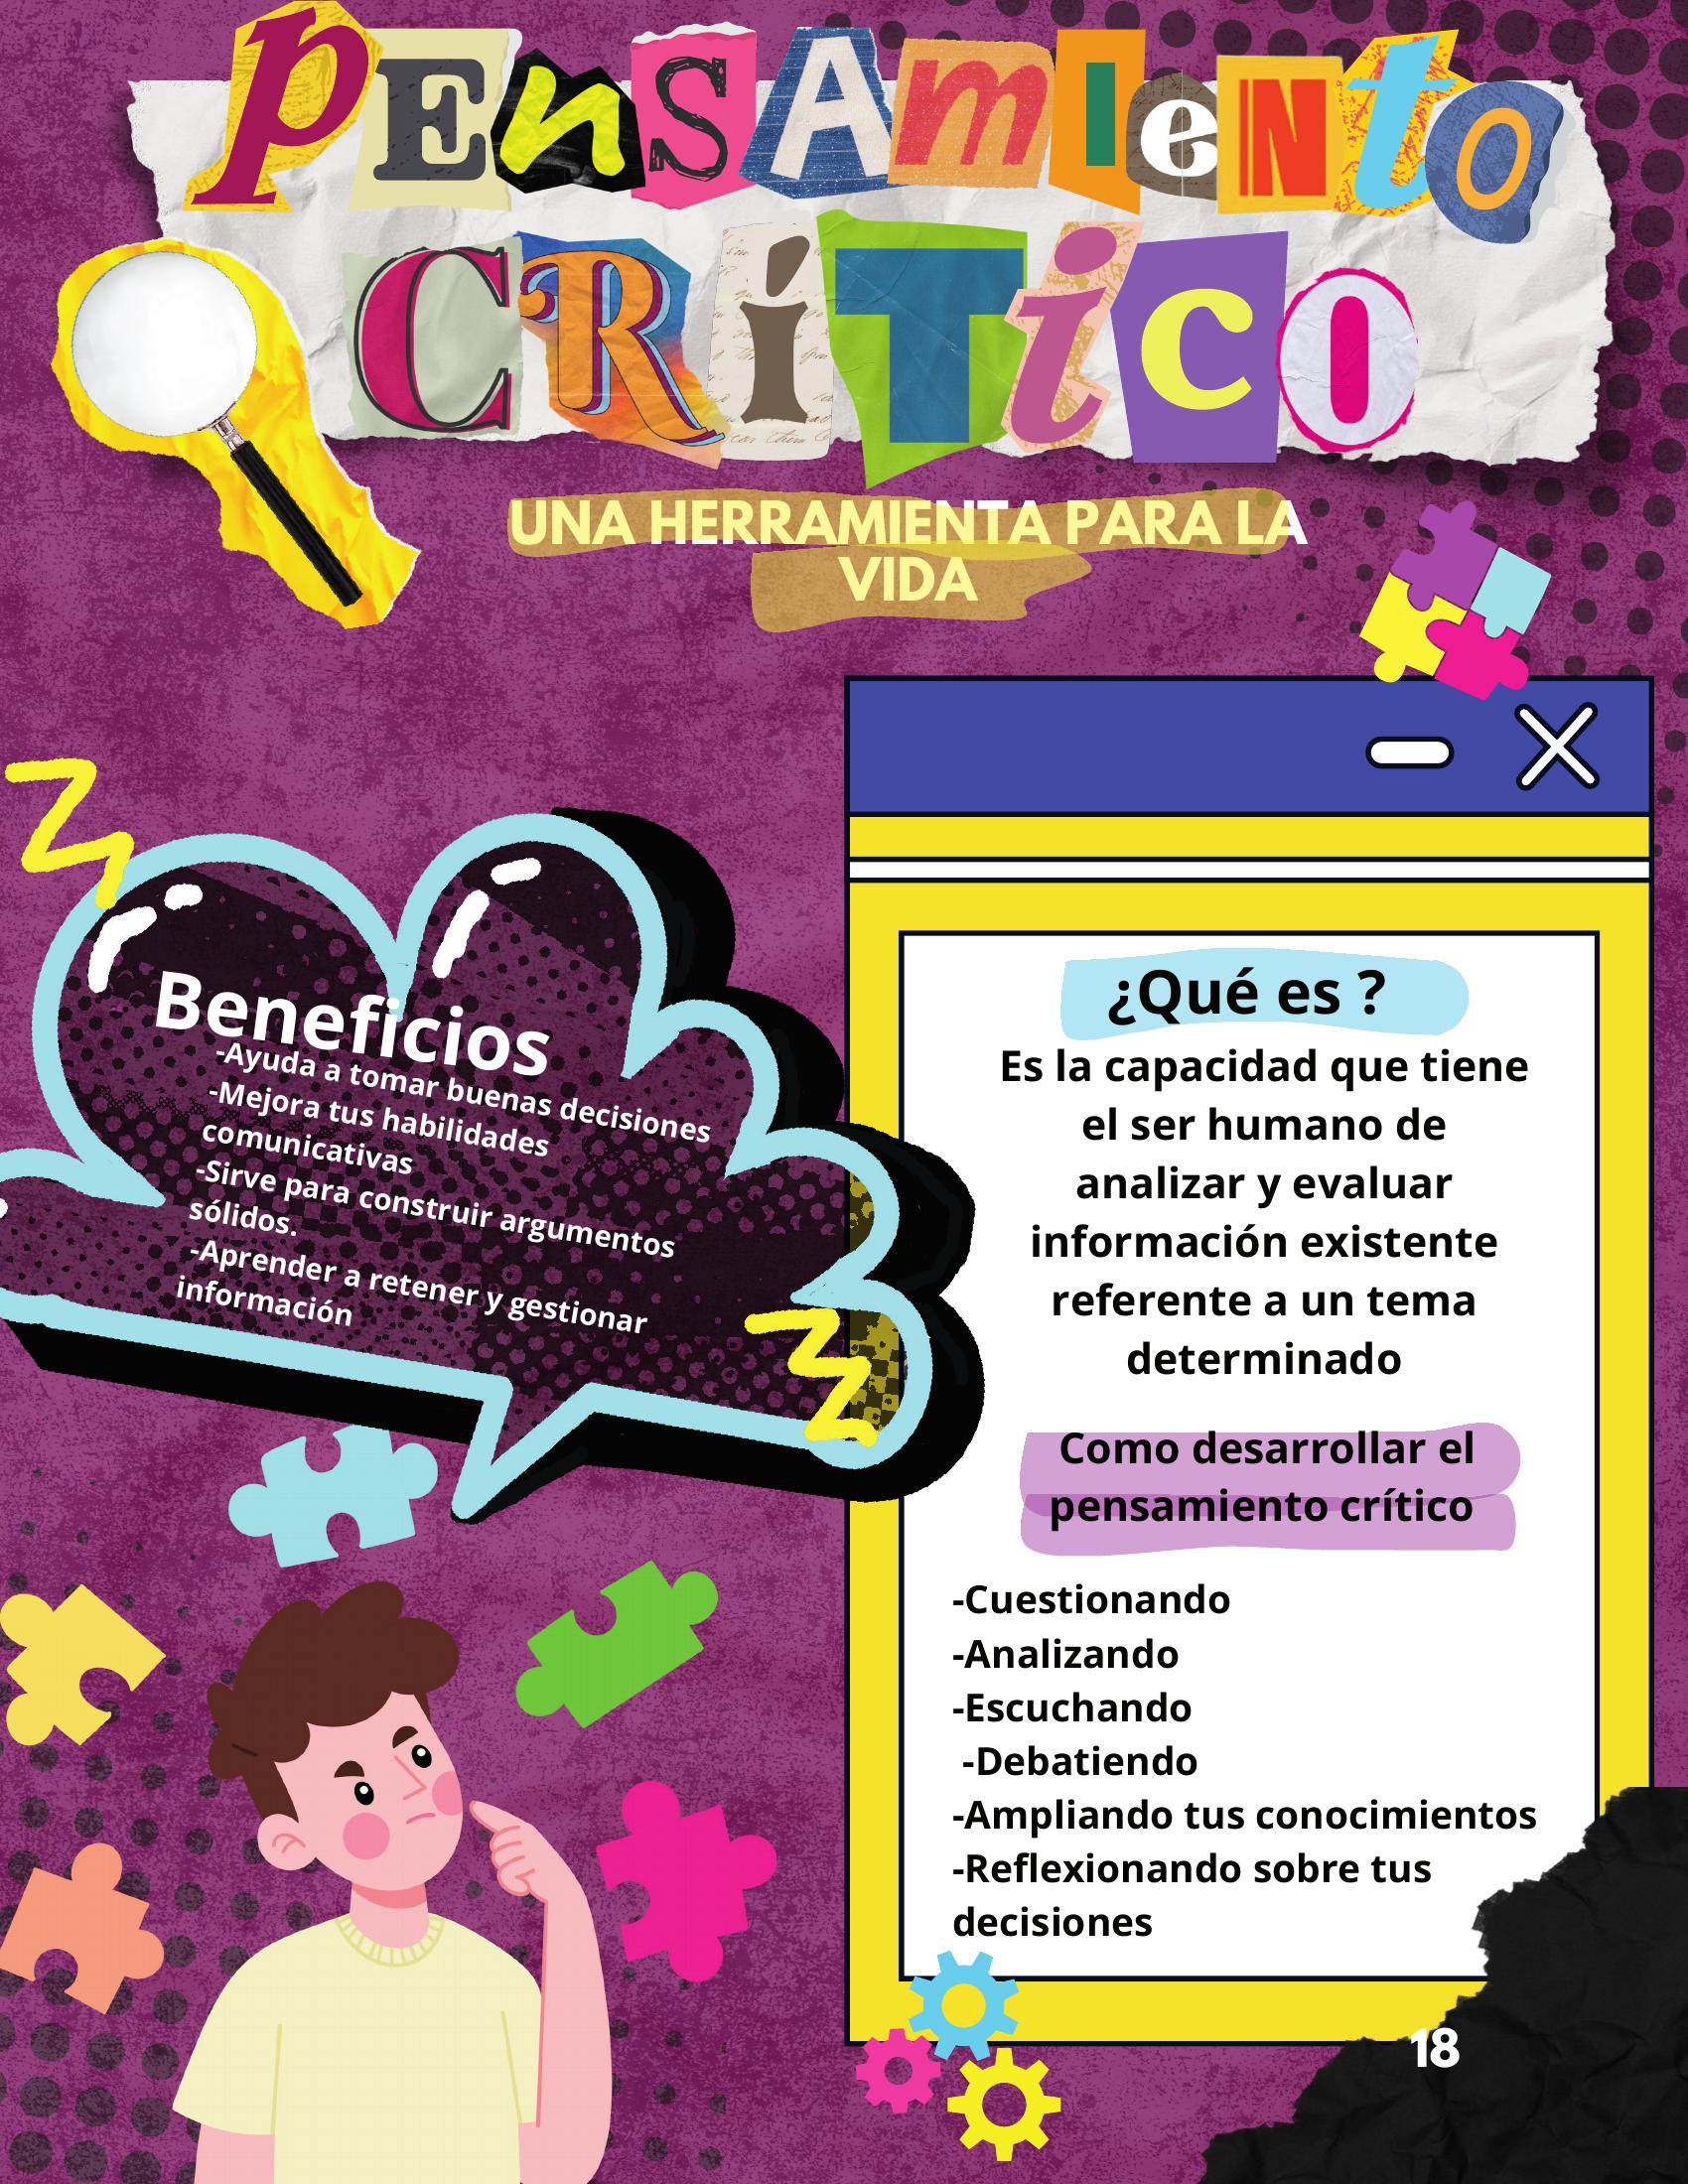 PEnSAmIeNtO
CRíTiCO
UNA HERRAMIENTA PARA LA
VIDA
Beneficios
-Ayuda a tomar buenas decisiones
-Mejora tus habilidades
comunicativas
-Sirve para construir argumentos
sólidos.
-Aprender a retener y gestionar
información
¿Qué es ?
Es la capacidad que tiene
el ser humano de
analizar y evaluar
información existente
referente a un tema
determinado
Como desarrollar el
pensamiento crítico
-Cuestionando
-Analizando
-Escuchando
-Debatiendo
-Ampliando tus conocimientos
-Reflexionando sobre tus
decisiones
18